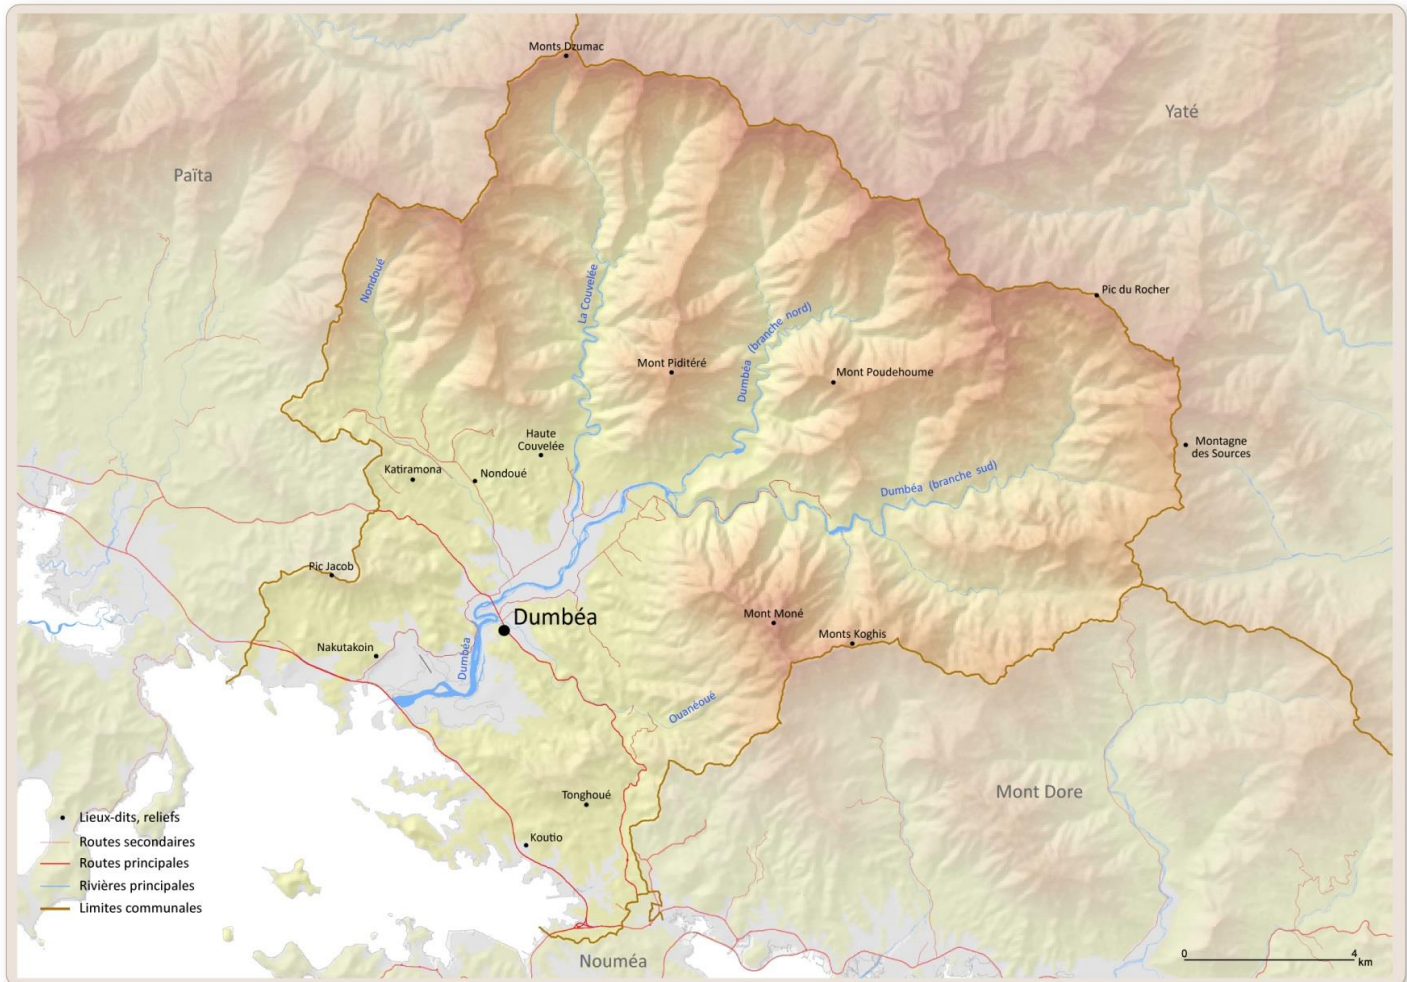 Monts Dzumac
Yaté
Païta
Nondoué
La Couvelée
Pic du Rocher
Dumbéa (branche nord)
Mont Piditéré
Mont Poudehoume
Haute
Couvelée
Montagne
des Sources
Katiramona
Nondoué
Dumbéa (branche sud)
Pic Jacob
Dumbéa
Mont Moné
Monts Koghis
Nakutakoin
Dumbéa
Ouanéoué
Mont Dore
Tonghoué
Koutio
Lieux-dits, reliefs
Routes secondaires
Routes principales
Rivières principales
Limites communales
Nouméa
0 4
km